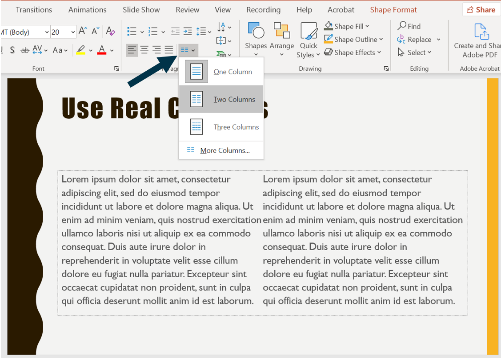 Transitions Animations Slide Show Review View Help Acrobat Shape Format Share
MT (Body) 20 A A A
U S ab AV Aa A
Font
Shapes Arrange Quick Styles
Shape Fill
Shape Outline
Shape Effects
Drawing
Find
Replace
Select
Editing
Create and Share
Adobe PDF
Adobe Acrobat
One Column
Two Columns
Three Columns
More Columns...
Use Real C
Lorem ipsum dolor sit amet, consectetur
adipiscing elit, sed do eiusmod tempor
incididunt ut labore et dolore magna aliqua. Ut
enim ad minim veniam, quis nostrud exercitation
ullamco laboris nisi ut aliquip ex ea commodo
consequat. Duis aute irure dolor in
reprehenderit in voluptate velit esse cillum
dolore eu fugiat nulla pariatur. Excepteur sint
occaecat cupidatat non proident, sunt in culpa
qui officia deserunt mollit anim id est laborum.
Lorem ipsum dolor sit amet, consectetur
adipiscing elit, sed do eiusmod tempor
incididunt ut labore et dolore magna aliqua. Ut
enim ad minim veniam, quis nostrud exercitation
ullamco laboris nisi ut aliquip ex ea commodo
consequat. Duis aute irure dolor in
reprehenderit in voluptate velit esse cillum
dolore eu fugiat nulla pariatur. Excepteur sint
occaecat cupidatat non proident, sunt in culpa
qui officia deserunt mollit anim id est laborum.